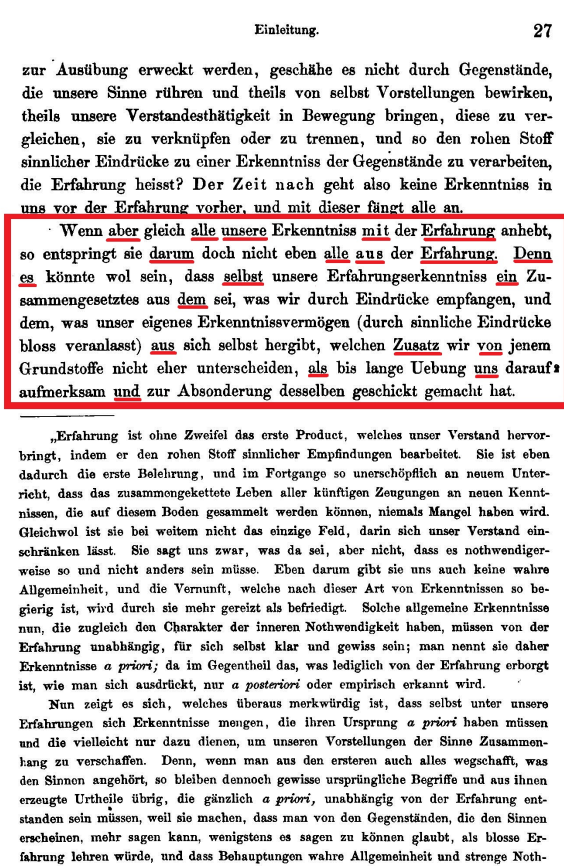 Einleitung.
27
zur Ausübung erweckt werden, geschähe es nicht durch Gegenstände,
die unsere Sinne rühren und theils von selbst Vorstellungen bewirken,
theils unsere Verstandesthätigkeit in Bewegung bringen, diese zu ver-
gleichen, sie zu verknüpfen oder zu trennen, und so den rohen Stoff
sinnlicher Eindrücke zu einer Erkenntniss der Gegenstände zu verarbeiten,
die Erfahrung heisst? Der Zeit nach geht also keine Erkenntniss in
uns vor der Erfahrung vorher, und mit dieser fängt alle an.
Wenn aber gleich alle unsere Erkenntniss mit der Erfahrung anhebt,
so entspringt sie darum doch nicht eben alle aus der Erfahrung. Denn
es könnte wol sein, dass selbst unsere Erfahrungserkenntniss ein Zu-
sammengesetztes aus dem sei, was wir durch Eindrücke empfangen, und
dem, was unser eigenes Erkenntnissvermögen (durch sinnliche Eindrücke
bloss veranlasst) aus sich selbst hergibt, welchen Zusatz wir von jenem
Grundstoffe nicht eher unterscheiden, als bis lange Uebung uns darauf
aufmerksam und zur Absonderung desselben geschickt gemacht hat.
„Erfahrung ist ohne Zweifel das erste Product, welches unser Verstand hervor-
bringt, indem er den rohen Stoff sinnlicher Empfindungen bearbeitet. Sie ist eben
dadurch die erste Belehrung, und im Fortgange so unerschöpflich an neuem Unter-
richt, dass das zusammengekettete Leben aller künftigen Zeugungen an neuen Kennt-
nissen, die auf diesem Boden gesammelt werden können, niemals Mangel haben wird.
Gleichwol ist sie bei weitem nicht das einzige Feld, darin sich unser Verstand ein-
schränken lässt. Sie sagt uns zwar, was da sei, aber nicht, dass es nothwendiger-
weise so und nicht anders sein müsse. Eben darum gibt sie uns auch keine wahre
Allgemeinheit, und die Vernunft, welche nach dieser Art von Erkenntnissen so be-
gierig ist, wird durch sie mehr gereizt als befriedigt. Solche allgemeine Erkenntnisse
nun, die zugleich den Charakter der inneren Nothwendigkeit haben, müssen von der
Erfahrung unabhängig, für sich selbst klar und gewiss sein; man nennt sie daher
Erkenntnisse a priori; da im Gegentheil das, was lediglich von der Erfahrung erborgt
ist, wie man sich ausdrückt, nur a posteriori oder empirisch erkannt wird.
Nun zeigt es sich, welches überaus merkwürdig ist, dass selbst unter unsere
Erfahrungen sich Erkenntnisse mengen, die ihren Ursprung a priori haben müssen
und die vielleicht nur dazu dienen, um unseren Vorstellungen der Sinne Zusammen-
hang zu verschaffen. Denn, wenn man aus den ersteren auch alles wegschafft, was
den Sinnen angehört, so bleiben dennoch gewisse ursprüngliche Begriffe und aus ihnen
erzeugte Urtheile übrig, die gänzlich a priori, unabhängig von der Erfahrung ent-
standen sein müssen, weil sie machen, dass man von den Gegenständen, die den Sinnen
erscheinen, mehr sagen kann, wenigstens es sagen zu können glaubt, als blosse Er-
fahrung lehren würde, und dass Behauptungen wahre Allgemeinheit und strenge Noth-